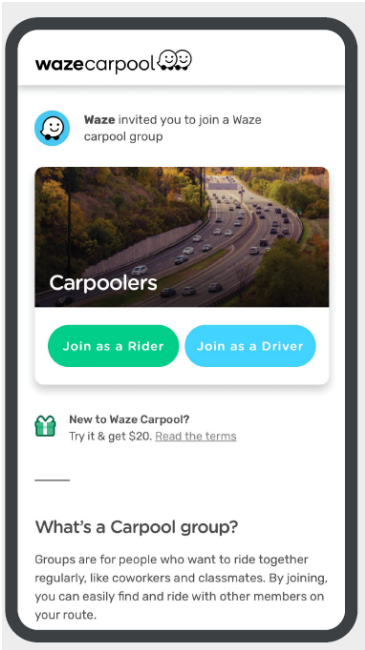 wazecarpool
Waze invited you to join a Waze
carpool group
Carpoolers
Join as a Rider
Join as a Driver
New to Waze Carpool?
Try it & get $20. Read the terms
What's a Carpool group?
Groups are for people who want to ride together
regularly, like coworkers and classmates. By joining,
you can easily find and ride with other members on
your route.